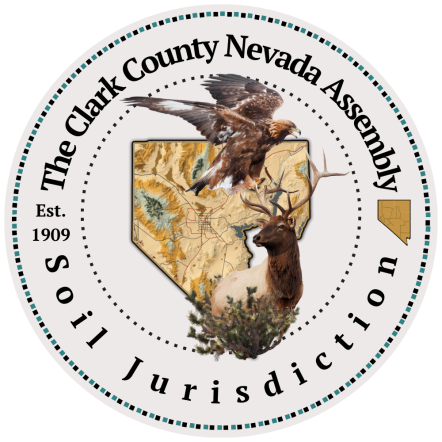 The Clark County Nevada Assembly
Est.
1909
Soil Jurisdiction